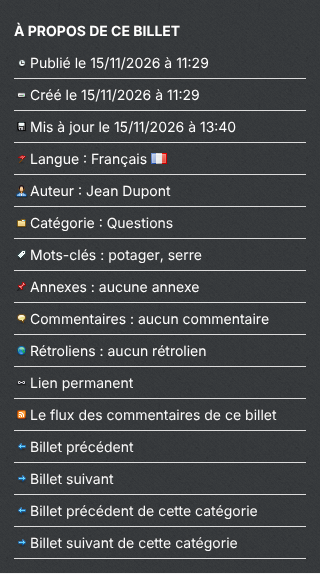 À PROPOS DE CE BILLET
Publié le 15/11/2026 à 11:29
Créé le 15/11/2026 à 11:29
Mis à jour le 15/11/2026 à 13:40
Langue : Français
Auteur : Jean Dupont
Catégorie : Questions
Mots-clés : potager, serre
Annexes : aucune annexe
Commentaires : aucun commentaire
Rétroliens : aucun rétrolien
Lien permanent
Le flux des commentaires de ce billet
Billet précédent
Billet suivant
Billet précédent de cette catégorie
Billet suivant de cette catégorie